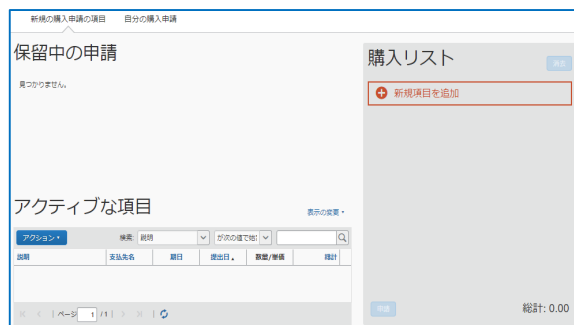 新規の購入申請の項目 自分の購入申請
保留中の申請
見つかりません。
アクティブな項目
表示の変更
アクション 検索: 説明 が次の値で始
説明 支払先名 期日 提出日 数量/単価 総計
ページ 1 /1
購入リスト
新規項目を追加
申請
総計: 0.00